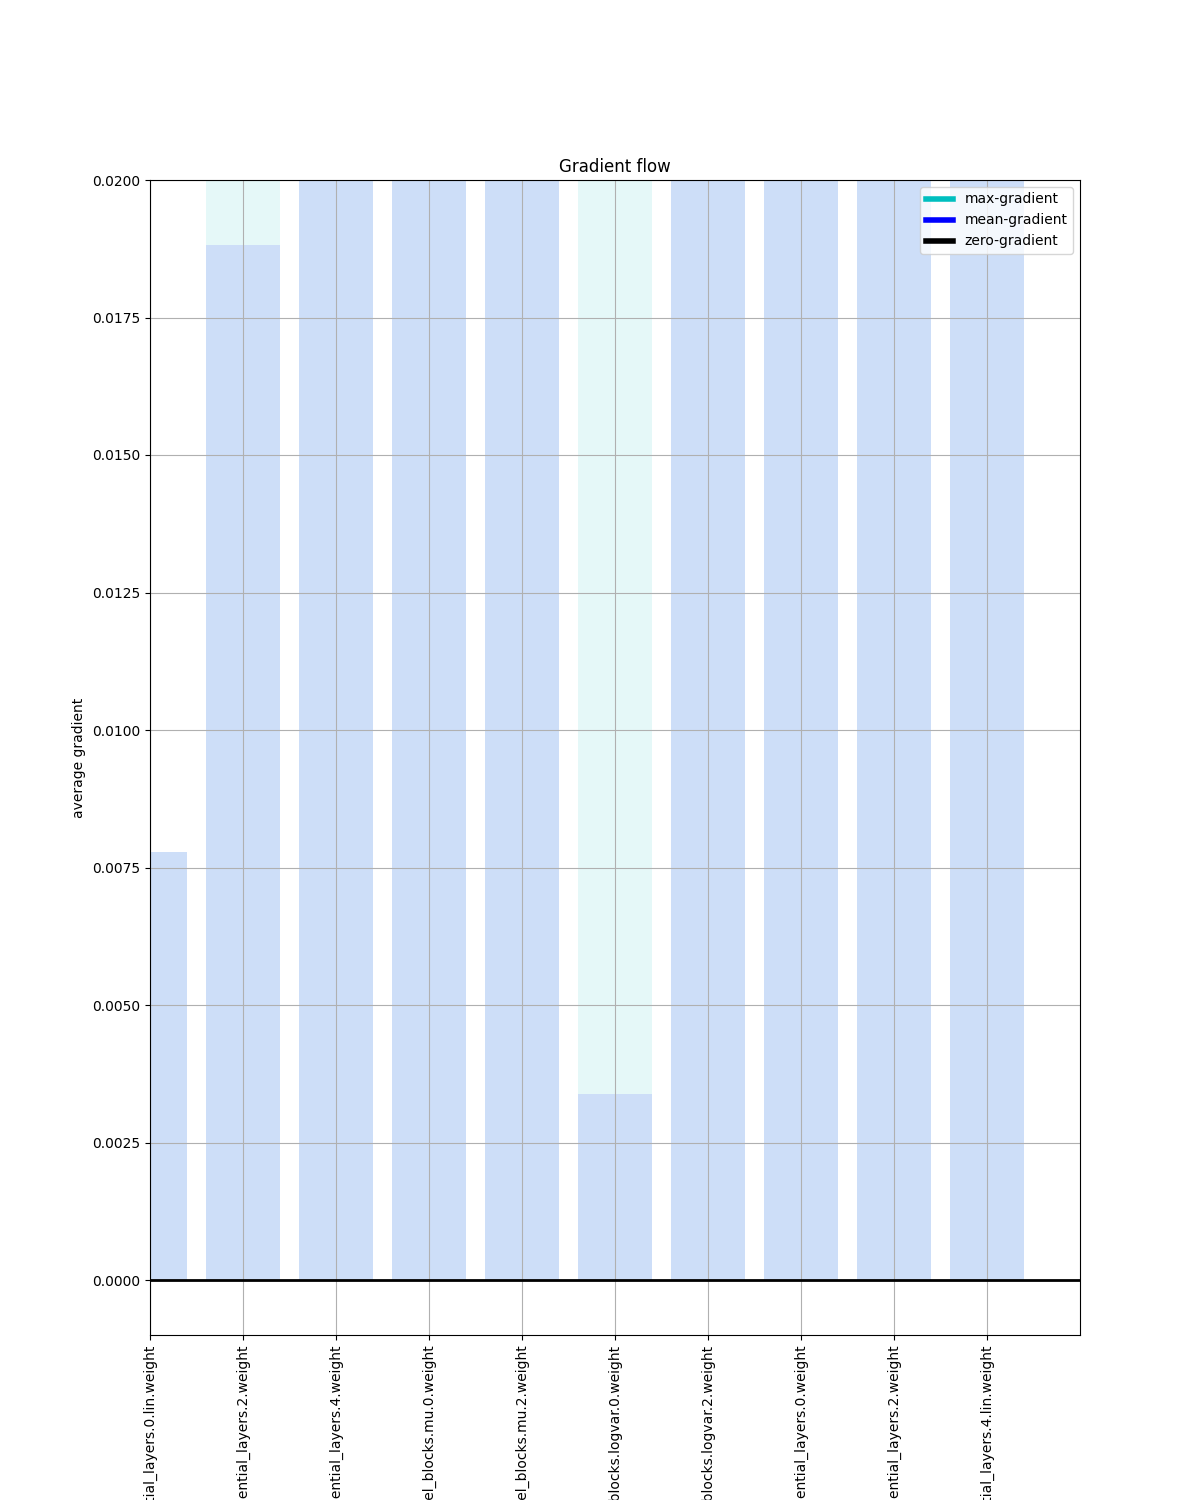 Gradient flow
max-gradient
mean-gradient
zero-gradient
0.0200
0.0175
0.0150
0.0125
0.0100
0.0075
0.0050
0.0025
0.0000
average gradient
tial_layers.0.lin.weight
ential_layers.2.weight
ential_layers.4.weight
el_blocks.mu.0.weight
el_blocks.mu.2.weight
blocks.logvar.0.weight
blocks.logvar.2.weight
ential_layers.0.weight
ential_layers.2.weight
tial_layers.4.lin.weight